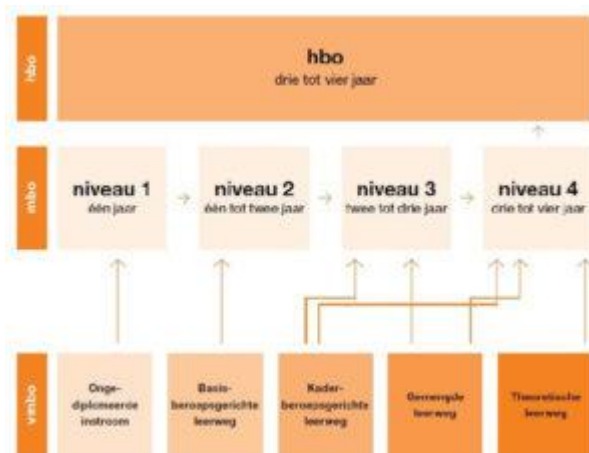 hbo
hbo
drie tot vier jaar
mbo
niveau 1
één jaar
niveau 2
één tot twee jaar
niveau 3
twee tot drie jaar
niveau 4
drie tot vier jaar
vmbo
Onge-
diplomeerde
instroom
Basis-
beroepsgerichte
leerweg
Kader-
beroepsgerichte
leerweg
Gemengde
leerweg
Theoretische
leerweg